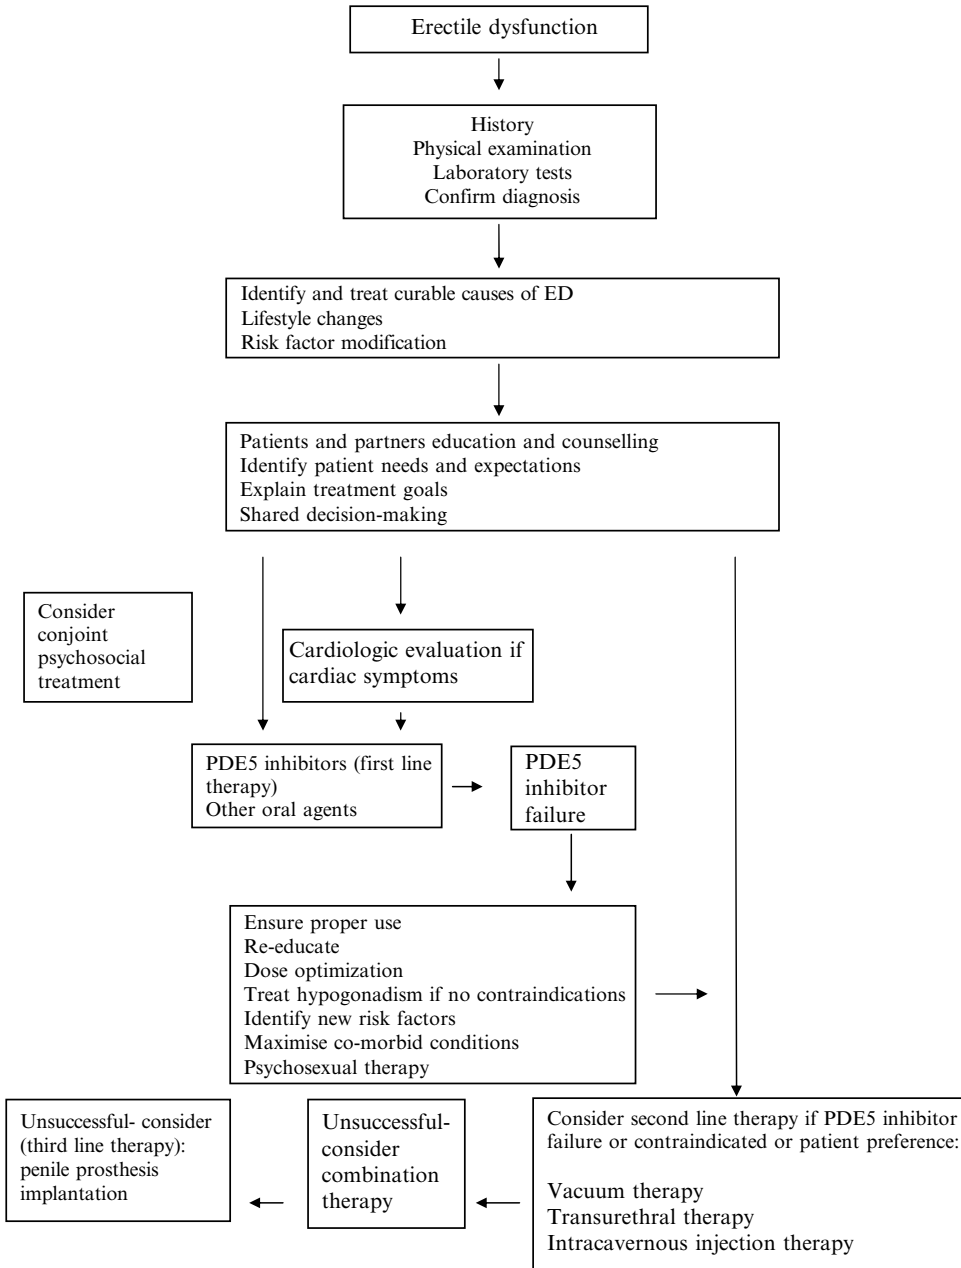 Erectile dysfunction
History
Physical examination
Laboratory tests
Confirm diagnosis
Identify and treat curable causes of ED
Lifestyle changes
Risk factor modification
Patients and partners education and counselling
Identify patient needs and expectations
Explain treatment goals
Shared decision-making
Consider
conjoint
psychosocial
treatment
Cardiologic evaluation if
cardiac symptoms
PDE5 inhibitors (first line
therapy)
Other oral agents
PDE5
inhibitor
failure
Ensure proper use
Re-educate
Dose optimization
Treat hypogonadism if no contraindications
Identify new risk factors
Maximise co-morbid conditions
Psychosexual therapy
Unsuccessful- consider
(third line therapy):
penile prosthesis
implantation
Unsuccessful-
consider
combination
therapy
Consider second line therapy if PDE5 inhibitor
failure or contraindicated or patient preference:
Vacuum therapy
Transurethral therapy
Intracavernous injection therapy